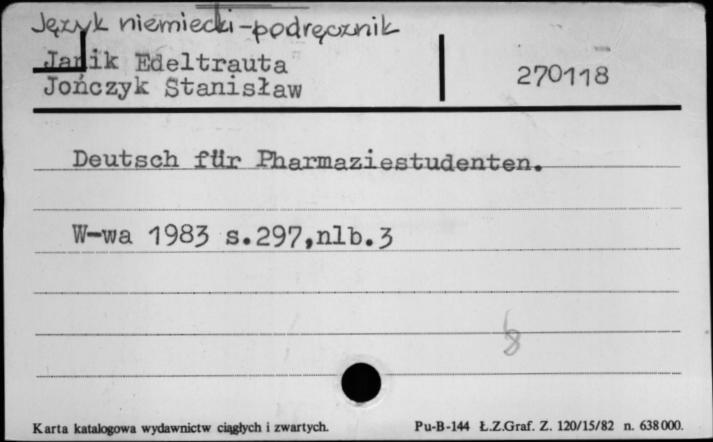 Język niemiecki-podręcznik
Janik Edeltrauta
Jończyk Stanisław
270118
Deutsch für Pharmaziestudenten.
W-wa 1983 s.297,nlb.3
8
Karta katalogowa wydawnictw ciągłych i zwartych.
Pu-B-144 Ł.Z.Graf. Z. 120/15/82 n. 638000.